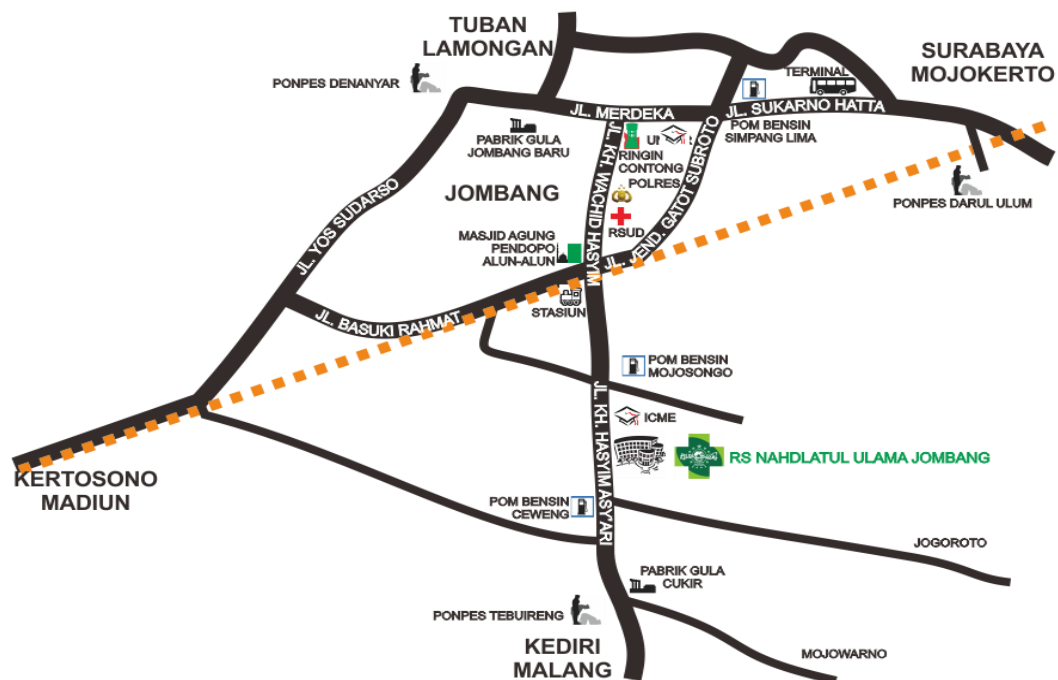 TUBAN
LAMONGAN
SURABAYA
MOJOKERTO
PONPES DENANYAR
TERMINAL
JL. MERDEKA
JL. SUKARNO HATTA
POM BENSIN
SIMPANG LIMA
PABRIK GULA
JOMBANG BARU
RINGIN
CONTONG
POLRES
JL. KH. WACHID HASYIM
JL. JEND. GATOT SUBROTO
JOMBANG
PONPES DARUL ULUM
JL. YOS SUDARSO
RSUD
MASJID AGUNG
PENDOPO
ALUN-ALUN
STASIUN
JL. BASUKI RAHMAT
POM BENSIN
MOJOSONGO
JL. KH. HASYIM ASY'ARI
ICME
RS NAHDLATUL ULAMA JOMBANG
KERTOSONO
MADIUN
POM BENSIN
CEWENG
JOGOROTO
PABRIK GULA
CUKIR
PONPES TEBUIRENG
KEDIRI
MALANG
MOJOWARNO